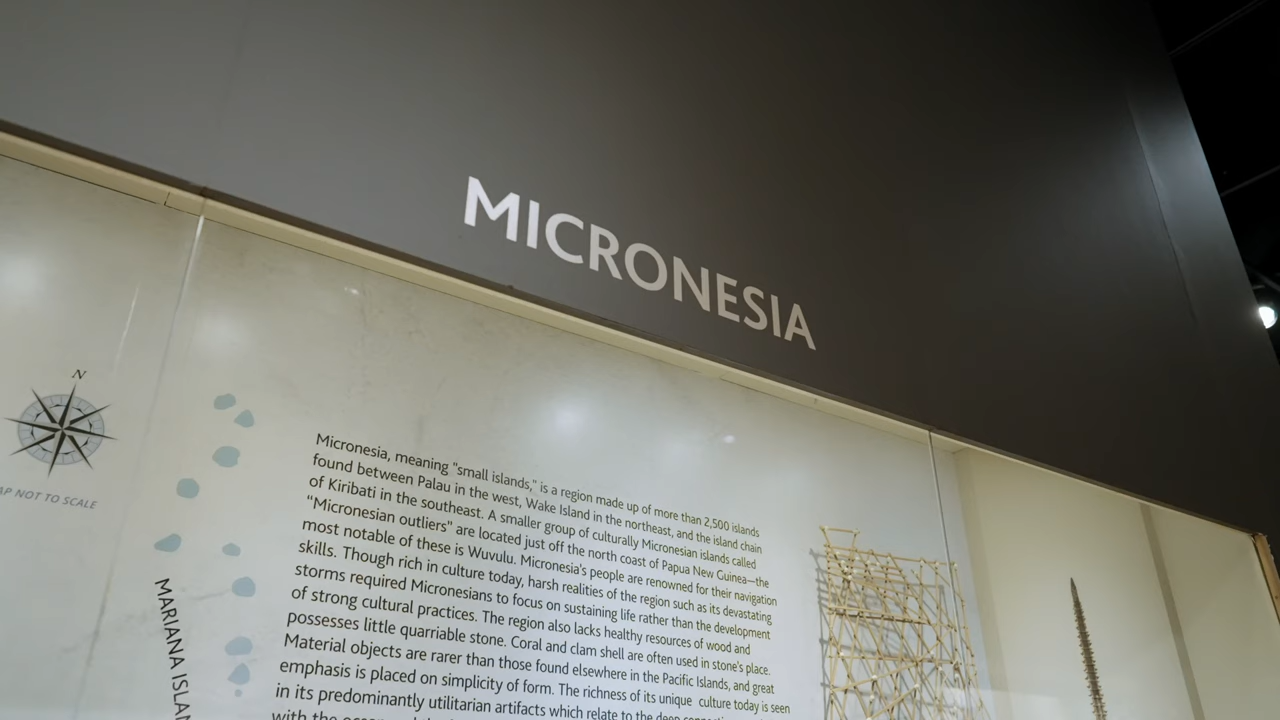 MICRONESIA
N
AP NOT TO SCALE
MARIANA ISLAN
Micronesia, meaning "small islands," is a region made up of more than 2,500 islands
found between Palau in the west, Wake Island in the northeast, and the island chain
of Kiribati in the southeast. A smaller group of culturally Micronesian islands called
"Micronesian outliers" are located just off the north coast of Papua New Guinea—the
most notable of these is Wuvulu. Micronesia's people are renowned for their navigation
skills. Though rich in culture today, harsh realities of the region such as its devastating
storms required Micronesians to focus on sustaining life rather than the development
of strong cultural practices. The region also lacks healthy resources of wood and
possesses little quarriable stone. Coral and clam shell are often used in stone's place.
Material objects are rarer than those found elsewhere in the Pacific Islands, and great
emphasis is placed on simplicity of form. The richness of its unique culture today is seen
in its predominantly utilitarian artifacts which relate to the deep
with the